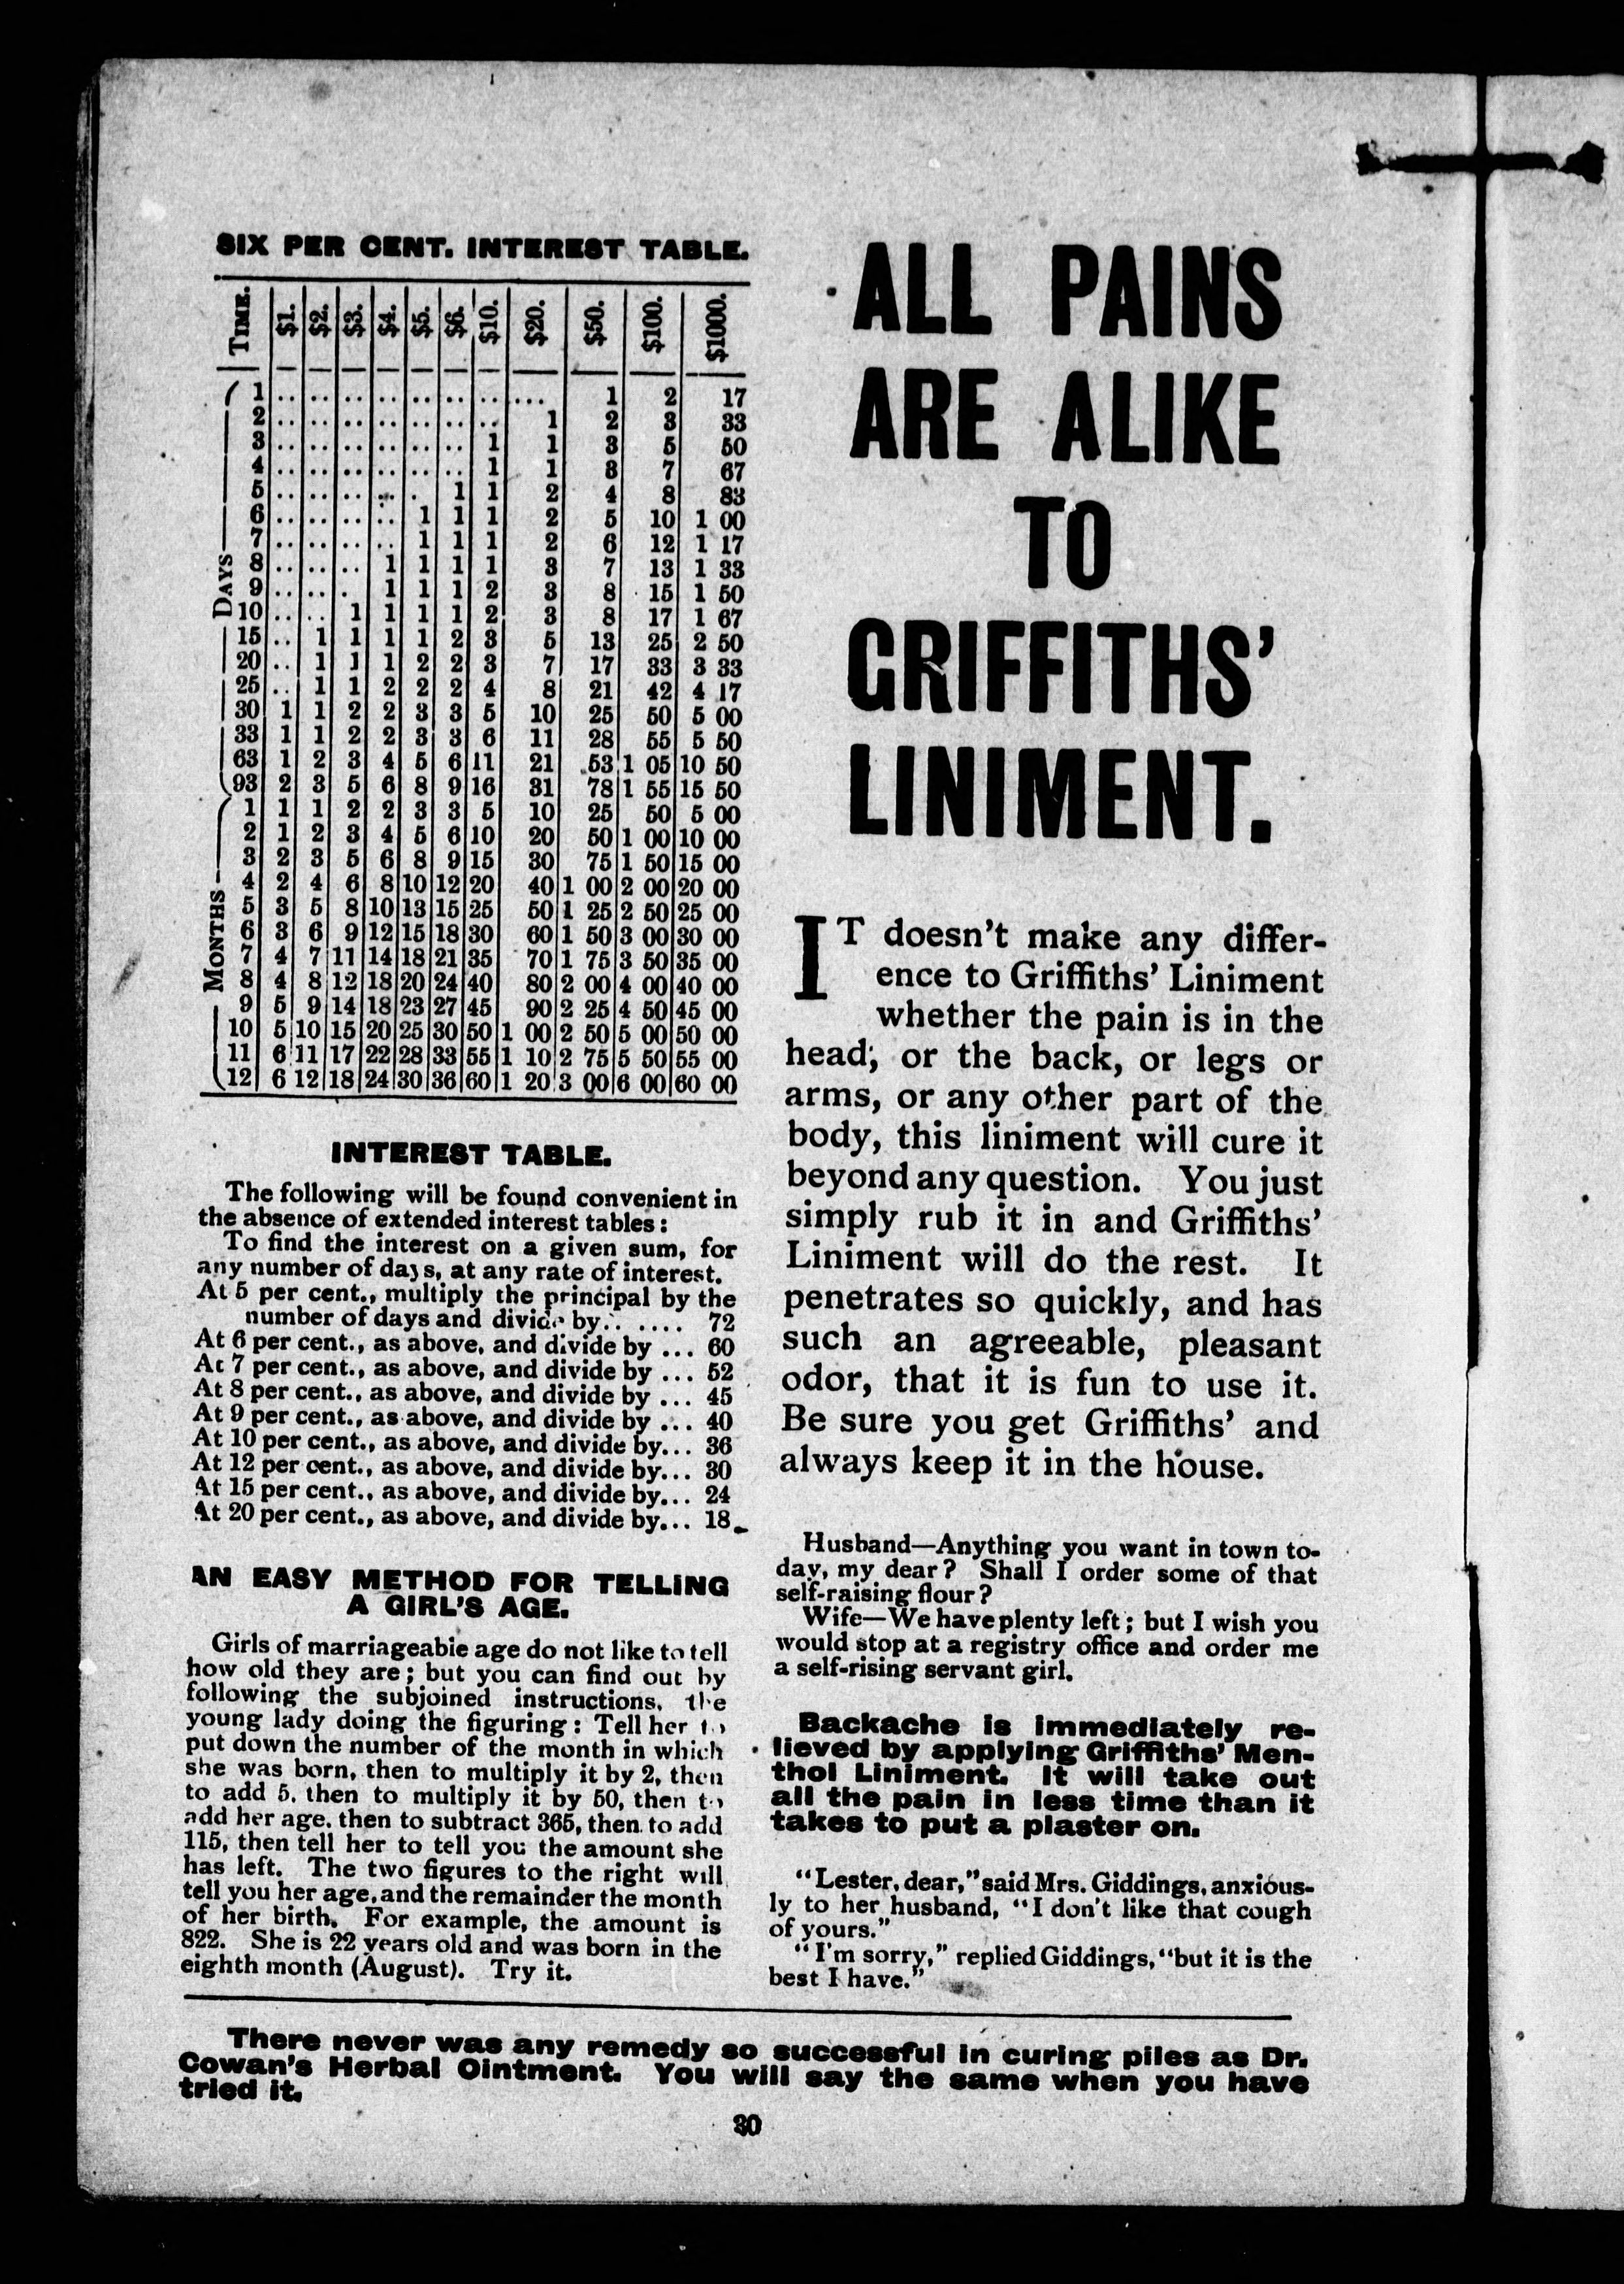 SIX PER CENT. INTEREST TABLE.
TIME. $1. $2. $3. $4. $5. $6. $10. $20. $50. $100. $1000.
DAYS
1 .. .. .. .. .. .. .. ... 1 2 17
2 .. .. .. .. .. .. .. 1 2 3 33
3 .. .. .. .. .. .. 1 1 3 5 50
4 .. .. .. .. .. .. 1 1 3 7 67
5 .. .. .. .. . 1 1 2 4 8 83
6 .. .. .. .. 1 1 1 2 5 10 1 00
7 .. .. .. .. 1 1 1 2 6 12 1 17
8 .. .. .. 1 1 1 1 3 7 13 1 33
9 .. .. . 1 1 1 2 3 8 15 1 50
10 .. .. 1 1 1 1 2 3 8 17 1 67
15 .. 1 1 1 1 2 3 5 13 25 2 50
20 .. 1 1 1 2 2 3 7 17 33 3 33
25 .. 1 1 2 2 2 4 8 21 42 4 17
30 1 1 2 2 3 3 5 10 25 50 5 00
33 1 1 2 2 3 3 6 11 28 55 5 50
63 1 2 3 4 5 6 11 21 53 1 05 10 50
93 2 3 5 6 8 9 16 31 78 1 55 15 50
MONTHS
1 1 1 2 2 3 3 5 10 25 50 5 00
2 1 2 3 4 5 6 10 20 50 1 00 10 00
3 2 3 5 6 8 9 15 30 75 1 50 15 00
4 2 4 6 8 10 12 20 40 1 00 2 00 20 00
5 3 5 8 10 13 15 25 50 1 25 2 50 25 00
6 3 6 9 12 15 18 30 60 1 50 3 00 30 00
7 4 7 11 14 18 21 35 70 1 75 3 50 35 00
8 4 8 12 18 20 24 40 80 2 00 4 00 40 00
9 5 9 14 18 23 27 45 90 2 25 4 50 45 00
10 5 10 15 20 25 30 50 1 00 2 50 5 00 50 00
11 6 11 17 22 28 33 55 1 10 2 75 5 50 55 00
12 6 12 18 24 30 36 60 1 20 3 00 6 00 60 00
INTEREST TABLE.
The following will be found convenient in
the absence of extended interest tables:
To find the interest on a given sum, for
any number of days, at any rate of interest.
At 5 per cent., multiply the principal by the
number of days and divide by.. .... 72
At 6 per cent., as above, and divide by ... 60
At 7 per cent., as above, and divide by ... 52
At 8 per cent., as above, and divide by ... 45
At 9 per cent., as above, and divide by ... 40
At 10 per cent., as above, and divide by... 36
At 12 per cent., as above, and divide by... 30
At 15 per cent., as above, and divide by... 24
At 20 per cent., as above, and divide by... 18
AN EASY METHOD FOR TELLING
A GIRL'S AGE.
Girls of marriageable age do not like to tell
how old they are; but you can find out by
following the subjoined instructions, the
young lady doing the figuring: Tell her to
put down the number of the month in which
she was born, then to multiply it by 2, then
to add 5, then to multiply it by 50, then to
add her age, then to subtract 365, then to add
115, then tell her to tell you the amount she
has left. The two figures to the right will
tell you her age, and the remainder the month
of her birth. For example, the amount is
822. She is 22 years old and was born in the
eighth month (August). Try it.
ALL PAINS
ARE ALIKE
TO
GRIFFITHS'
LINIMENT.
IT doesn't make any differ-
ence to Griffiths' Liniment
whether the pain is in the
head, or the back, or legs or
arms, or any other part of the
body, this liniment will cure it
beyond any question. You just
simply rub it in and Griffiths'
Liniment will do the rest. It
penetrates so quickly, and has
such an agreeable, pleasant
odor, that it is fun to use it.
Be sure you get Griffiths' and
always keep it in the house.
Husband—Anything you want in town to-
day, my dear? Shall I order some of that
self-raising flour?
Wife—We have plenty left; but I wish you
would stop at a registry office and order me
a self-rising servant girl.
Backache is immediately re-
lieved by applying Griffiths' Men-
thol Liniment. It will take out
all the pain in less time than it
takes to put a plaster on.
"Lester, dear," said Mrs. Giddings, anxious-
ly to her husband, "I don't like that cough
of yours."
"I'm sorry," replied Giddings, "but it is the
best I have."
There never was any remedy so successful in curing piles as Dr.
Cowan's Herbal Ointment. You will say the same when you have
tried it.
30